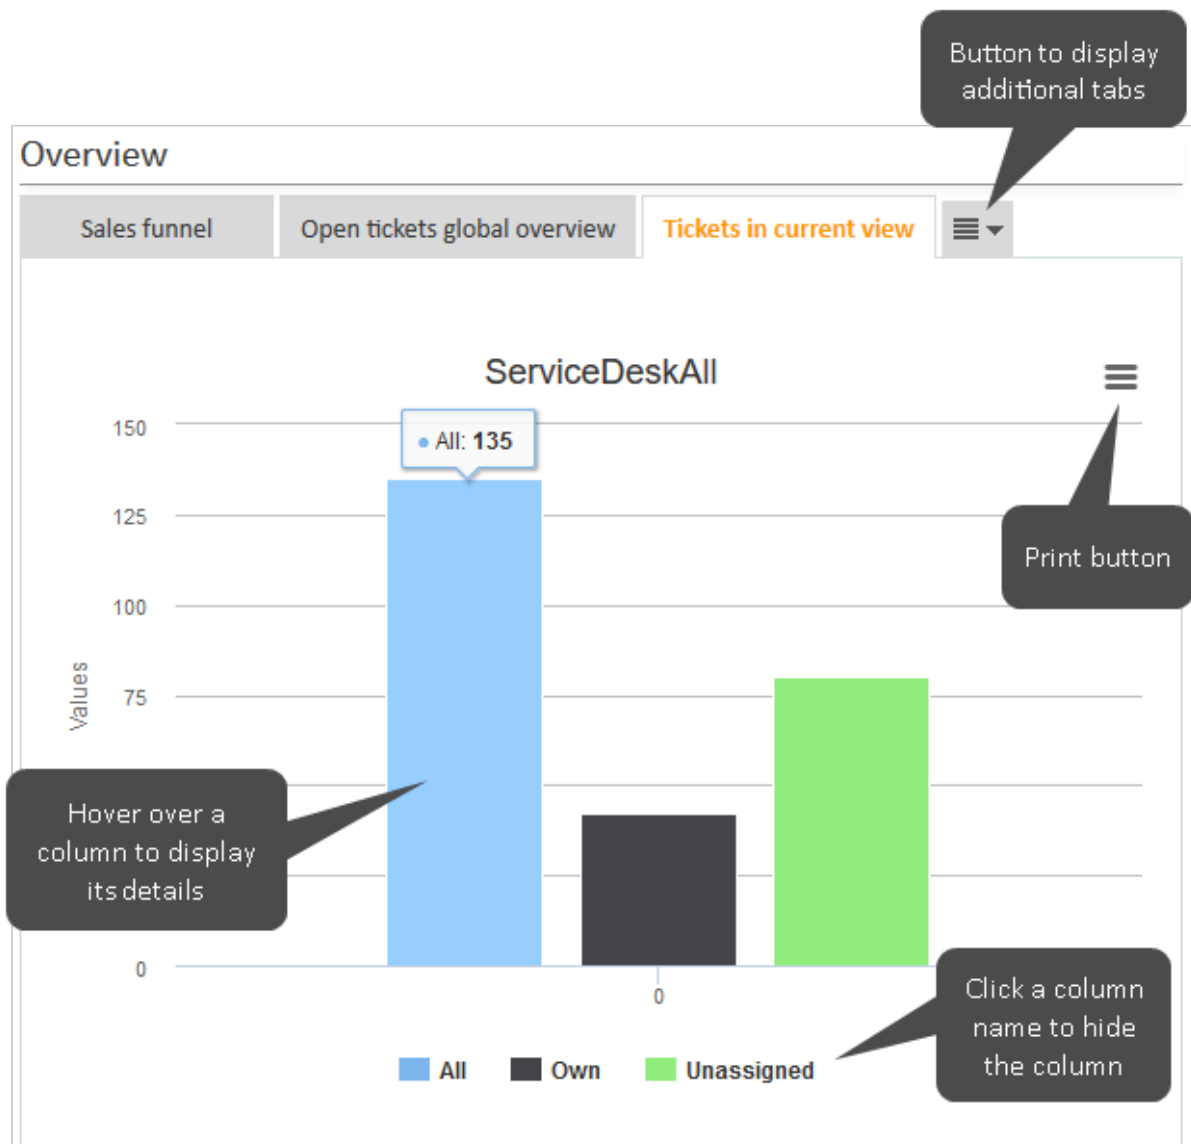 Button to display
additional tabs
Overview
Sales funnel
Open tickets global overview
Tickets in current view
ServiceDeskAll
150
All: 135
125
Print button
100
Values
75
Hover over a
column to display
its details
0
0
Click a column
name to hide
the column
All
Own
Unassigned